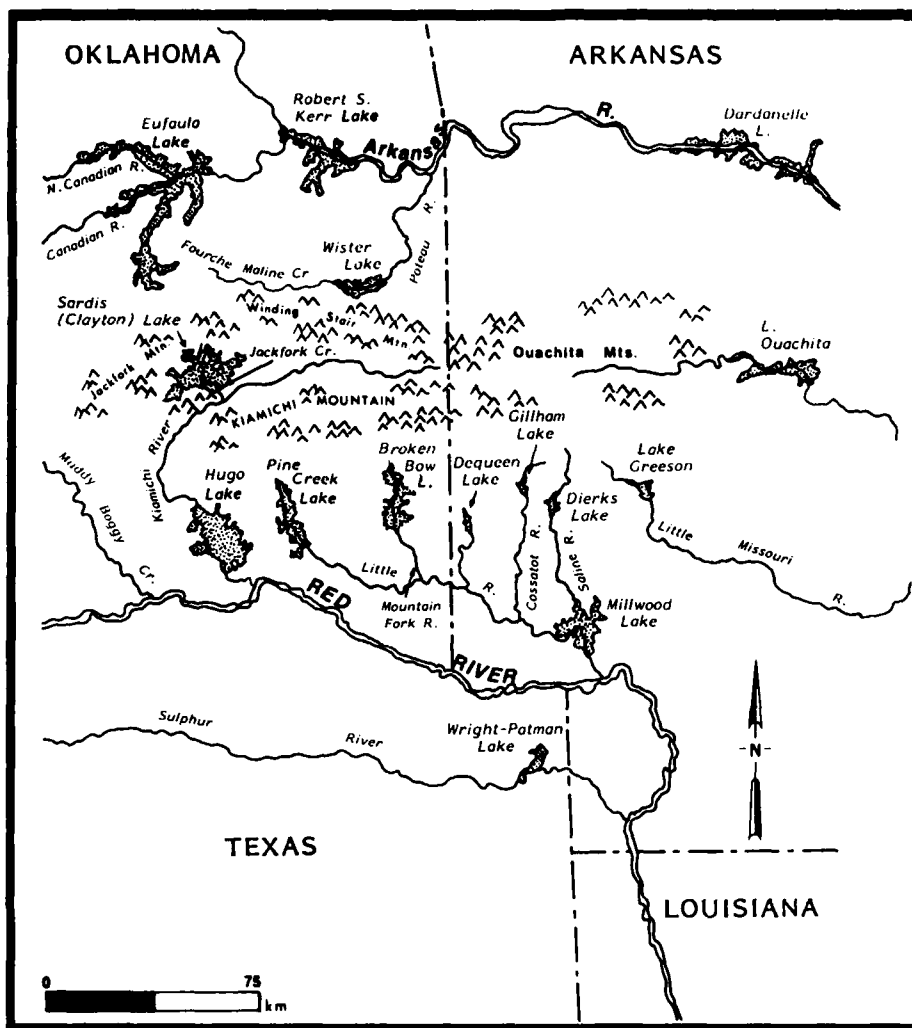 OKLAHOMA
ARKANSAS
Robert S.
Kerr Lake
Eufaula
Lake
Arkansas
R.
Dardanelle
L.
N. Canadian R.
Canadian R.
Fourche Maline Cr
Wister
Lake
Poteau R.
Sardis
(Clayton) Lake
Winding
Stair
Mtn
Jackfork Mtn.
Jackfork Cr.
Ouachita Mts.
L.
Ouachita
KIAMICHI MOUNTAIN
Kiamichi River
Gillham
Lake
Muddy Boggy Cr.
Hugo
Lake
Pine
Creek
Lake
Broken
Bow
L.
Dequeen
Lake
Dierks
Lake
Lake
Greeson
Cossatot R.
Saline R.
Little Missouri R.
Little R.
Mountain
Fork R.
Millwood
Lake
RED RIVER
Sulphur River
Wright-Patman
Lake
-N-
TEXAS
LOUISIANA
0 75
km